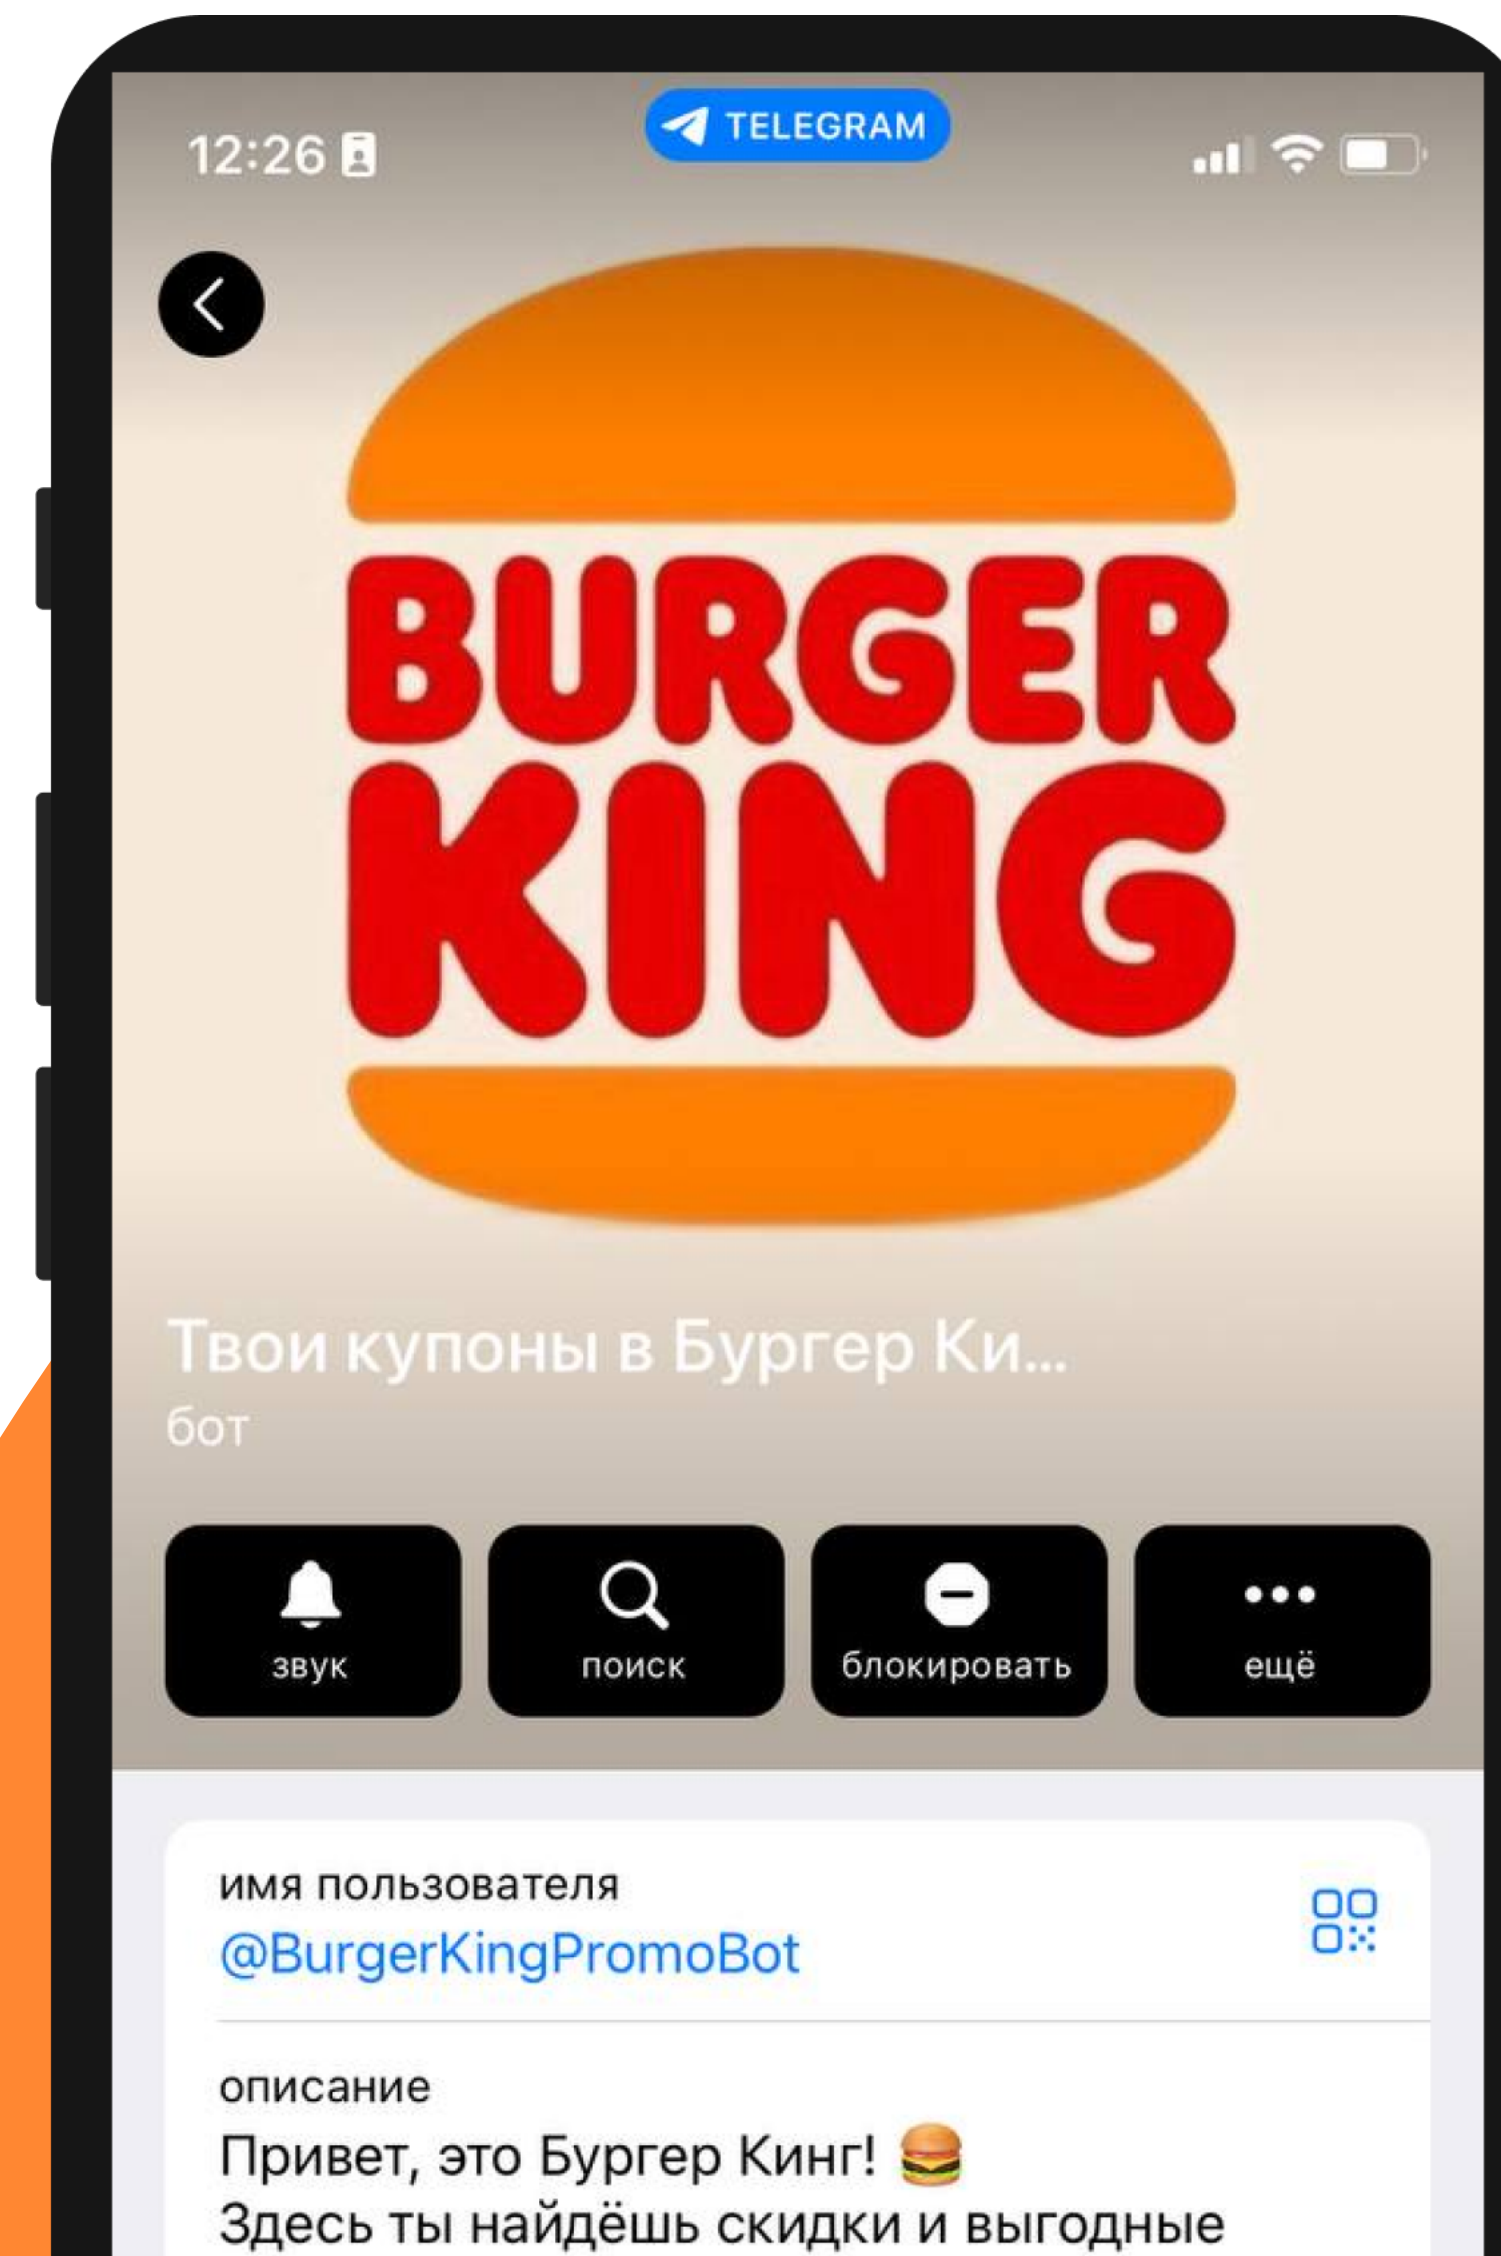 12:26
TELEGRAM
BURGER
KING
Твои купоны в Бургер Ки...
бот
звук
поиск
блокировать
ещё
имя пользователя
@BurgerKingPromoBot
описание
Привет, это Бургер Кинг! 🍔
Здесь ты найдёшь скидки и выгодные